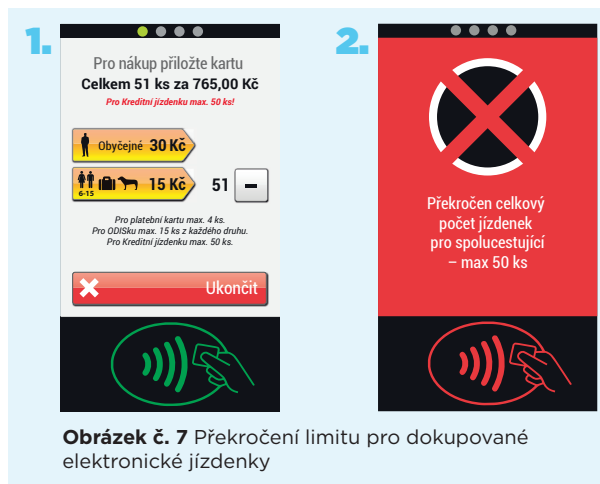 1.
Pro nákup přiložte kartu
Celkem 51 ks za 765,00 Kč
Pro Kreditní jízdenku max. 50 ks!
Obyčejné 30 Kč
6-15 15 Kč 51 –
Pro platební kartu max. 4 ks.
Pro ODISku max. 15 ks z každého druhu.
Pro Kreditní jízdenku max. 50 ks.
Ukončit
2.
Překročen celkový
počet jízdenek
pro spolucestující
– max 50 ks
Obrázek č. 7 Překročení limitu pro dokupované
elektronické jízdenky